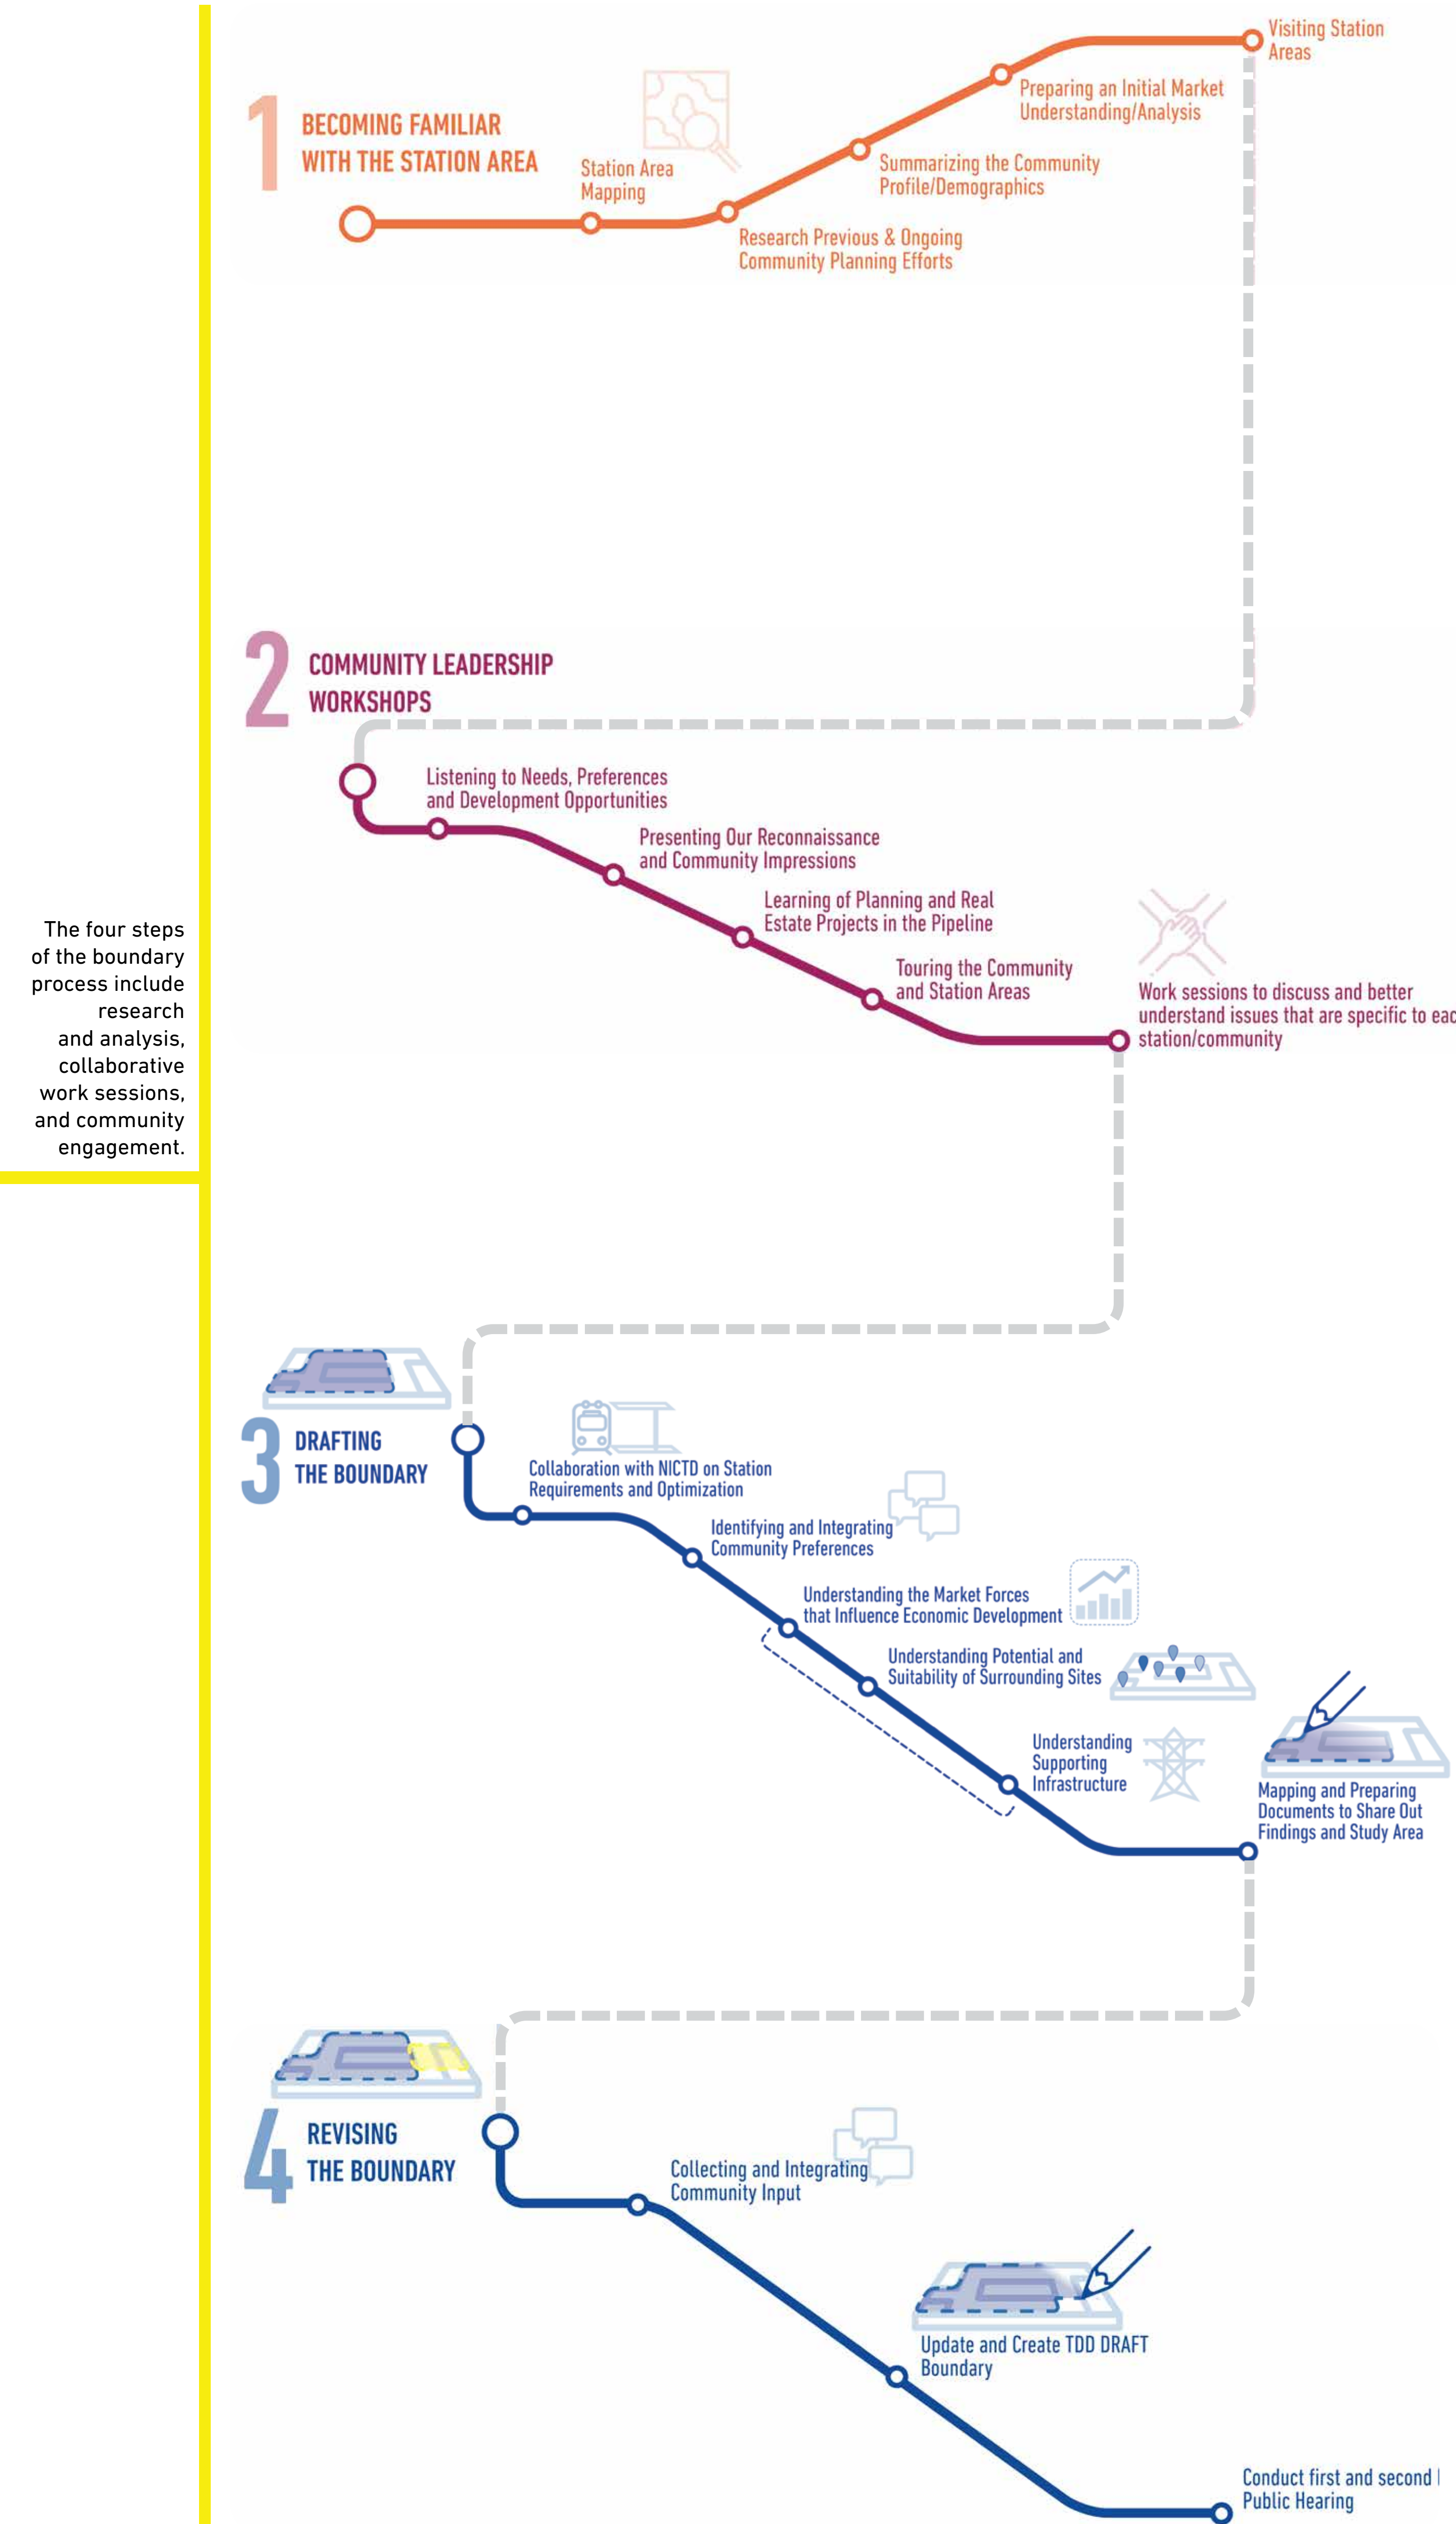 The four steps
of the boundary
process include
research
and analysis,
collaborative
work sessions,
and community
engagement.
1
BECOMING FAMILIAR
WITH THE STATION AREA
Station Area
Mapping
Research Previous & Ongoing
Community Planning Efforts
Summarizing the Community
Profile/Demographics
Preparing an Initial Market
Understanding/Analysis
Visiting Station
Areas
2
COMMUNITY LEADERSHIP
WORKSHOPS
Listening to Needs, Preferences
and Development Opportunities
Presenting Our Reconnaissance
and Community Impressions
Learning of Planning and Real
Estate Projects in the Pipeline
Touring the Community
and Station Areas
Work sessions to discuss and better
understand issues that are specific to eac
station/community
3
DRAFTING
THE BOUNDARY
Collaboration with NICTD on Station
Requirements and Optimization
Identifying and Integrating
Community Preferences
Understanding the Market Forces
that Influence Economic Development
Understanding Potential and
Suitability of Surrounding Sites
Understanding
Supporting
Infrastructure
Mapping and Preparing
Documents to Share Out
Findings and Study Area
4
REVISING
THE BOUNDARY
Collecting and Integrating
Community Input
Update and Create TDD DRAFT
Boundary
Conduct first and second
Public Hearing